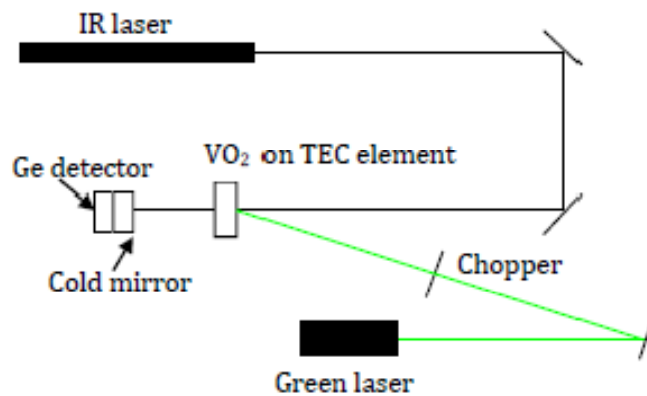 IR laser
VO₂ on TEC element
Ge detector
Cold mirror
Chopper
Green laser